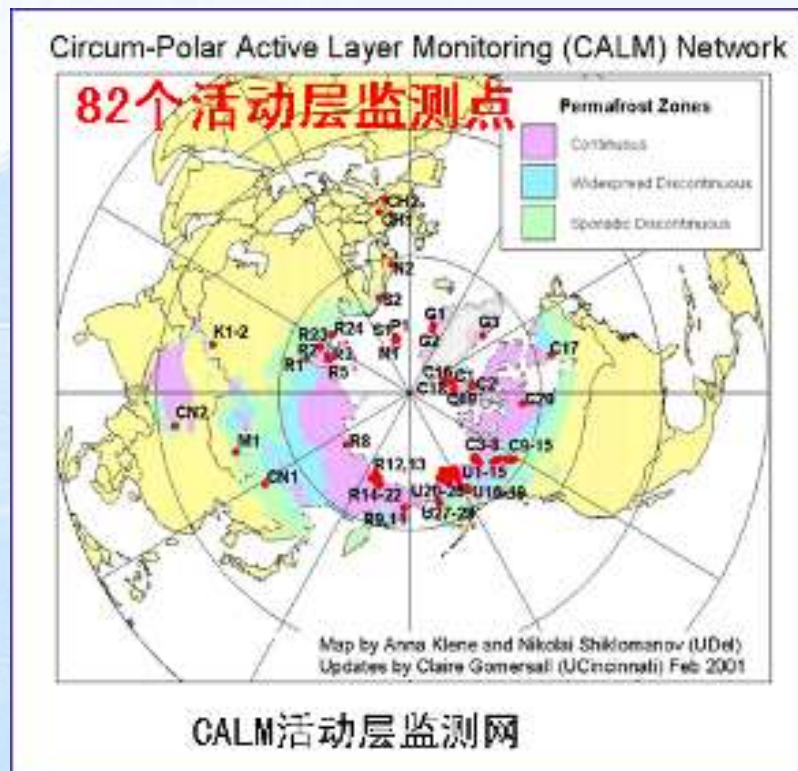 Circum-Polar Active Layer Monitoring (CALM) Network
82个活动层监测点
Permafrost Zones
Continuous
Widespread Discontinuous
Sporadic Discontinuous
CH2
CH1
N2
S2
G1
G2
G3
S1
P1
N1
R23
R24
R2
R3
R1
R5
K1-2
C17
C16
C1
C2
C18
C20
CN2
M1
CN1
R8
C3-8
C9-15
R12,13
U1-15
R14-22
U16-19
R9,11
Map by Anna Klene and Nikolai Shiklomanov (UDel)
Updates by Claire Gomersall (UCincinnati) Feb 2001
CALM活动层监测网